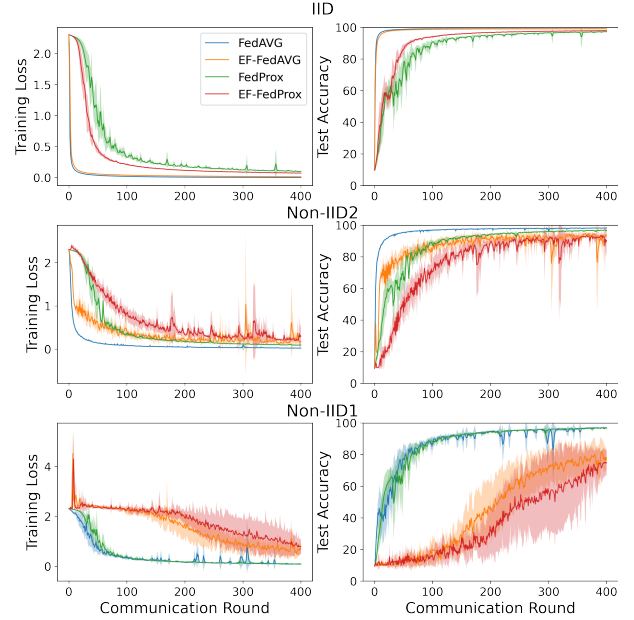 IID
Training Loss
2.0
1.5
1.0
0.5
0.0
0 100 200 300 400
FedAVG
EF-FedAVG
FedProx
EF-FedProx
Test Accuracy
100
80
60
40
20
0
0 100 200 300 400
Non-IID2
Training Loss
2
1
0
0 100 200 300 400
Test Accuracy
100
80
60
40
20
0
0 100 200 300 400
Non-IID1
Training Loss
4
2
0
0 100 200 300 400
Communication Round
Test Accuracy
100
80
60
40
20
0
0 100 200 300 400
Communication Round